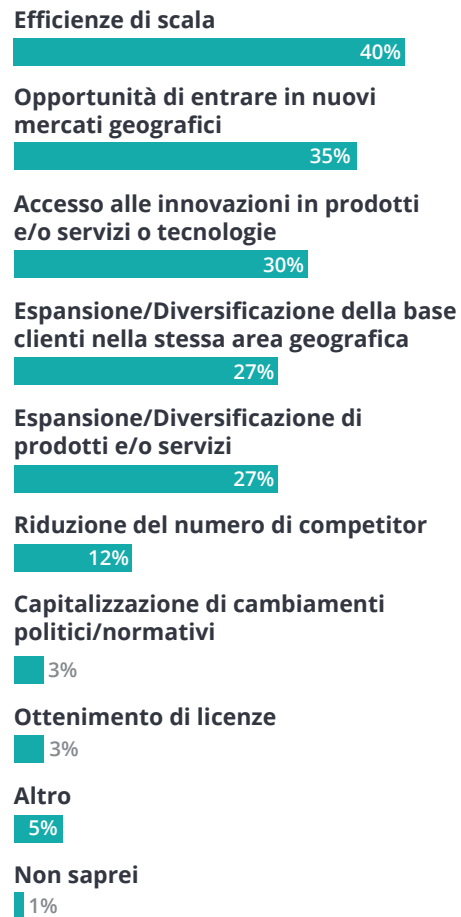 Efficienze di scala
40%
Opportunità di entrare in nuovi
mercati geografici
35%
Accesso alle innovazioni in prodotti
e/o servizi o tecnologie
30%
Espansione/Diversificazione della base
clienti nella stessa area geografica
27%
Espansione/Diversificazione di
prodotti e/o servizi
27%
Riduzione del numero di competitor
12%
Capitalizzazione di cambiamenti
politici/normativi
3%
Ottenimento di licenze
3%
Altro
5%
Non saprei
1%